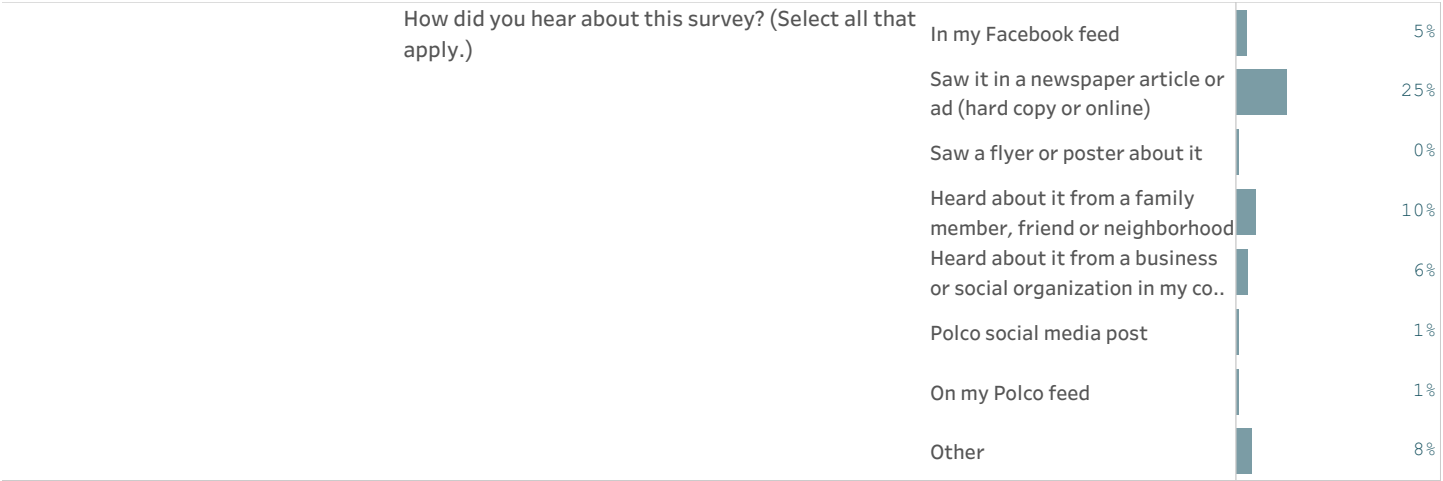 How did you hear about this survey? (Select all that
apply.)
In my Facebook feed
5%
Saw it in a newspaper article or
ad (hard copy or online)
25%
Saw a flyer or poster about it
0%
Heard about it from a family
member, friend or neighborhood
10%
Heard about it from a business
or social organization in my co..
6%
Polco social media post
1%
On my Polco feed
1%
Other
8%